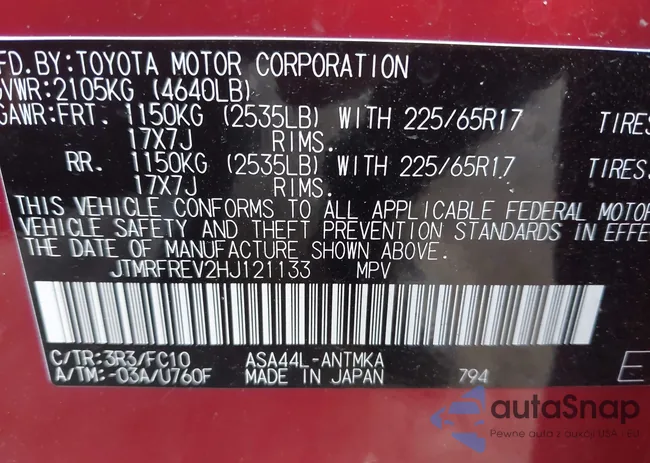 FD. BY: TOYOTA MOTOR CORPORATION
GVWR: 2105KG (4640LB)
GAWR: FRT. 1150KG (2535LB) WITH 225/65R17 TIRES
17X7J RIMS.
RR. 1150KG (2535LB) WITH 225/65R17 TIRES
17X7J RIMS.
THIS VEHICLE CONFORMS TO ALL APPLICABLE FEDERAL MOTOR
VEHICLE SAFETY AND THEFT PREVENTION STANDARDS IN EFFE
THE DATE OF MANUFACTURE SHOWN ABOVE.
JTMRFREV2HJ121133 MPV
C/TR: 3R3/FC10 ASA44L-ANTMKA
A/TM: -03A/U760F MADE IN JAPAN 794 E
autaSnap
Pewne auta z aukcji USA - EU